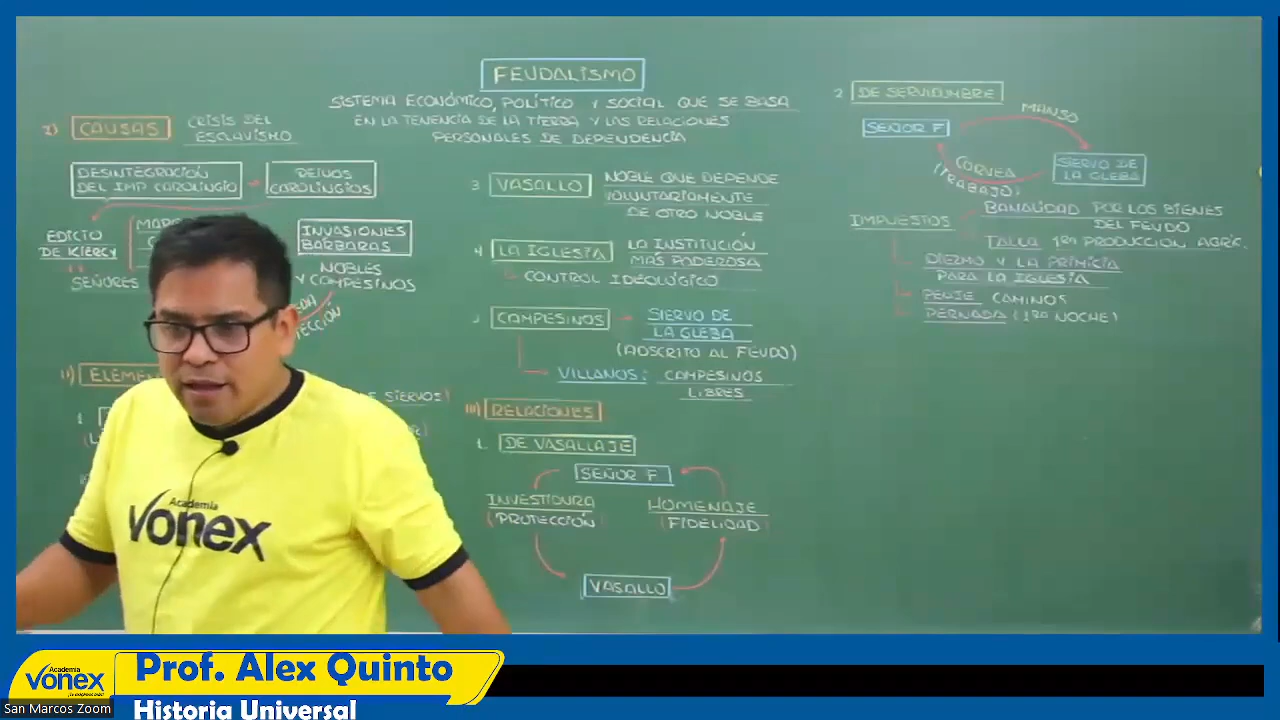 FEUDALISMO
SISTEMA ECONÓMICO, POLÍTICO Y SOCIAL QUE SE BASA
EN LA TENENCIA DE LA TIERRA Y LAS RELACIONES
PERSONALES DE DEPENDENCIA
I) CAUSAS
CRISIS DEL
ESCLAVISMO
DESINTEGRACIÓN
DEL IMP CAROLINGIO
REINOS
CAROLINGIOS
EDICTO
DE KIERCY
SEÑORES
INVASIONES
BÁRBARAS
NOBLES
Y CAMPESINOS
II)
DE SIERVOS)
3 VASALLO
NOBLE QUE DEPENDE
VOLUNTARIAMENTE
DE OTRO NOBLE
4 LA IGLESIA
LA INSTITUCIÓN
MÁS PODEROSA
CONTROL IDEOLÓGICO
CAMPESINOS
SIERVO DE
LA GLEBA
(ADSCRITO AL FEUDO)
VILLANOS: CAMPESINOS
LIBRES
III) RELACIONES
1. DE VASALLAJE
SEÑOR F
INVESTIDURA
(PROTECCIÓN)
HOMENAJE
(FIDELIDAD)
VASALLO
2 DE SERVIDUMBRE
SEÑOR F
MANSO
SIERVO DE
LA GLEBA
CORVEA
(TRABAJO)
IMPUESTOS
BANALIDAD POR LOS BIENES
DEL FEUDO
TALLA 1RA PRODUCCIÓN AGRIC.
DIEZMO Y LA PRIMICIA
PARA LA IGLESIA
PEAJE CAMINOS
PERNADA (1RA NOCHE)
Academia
Vonex
Academia
VONEX
Prof. Alex Quinto
Historia Universal
San Marcos Zoom